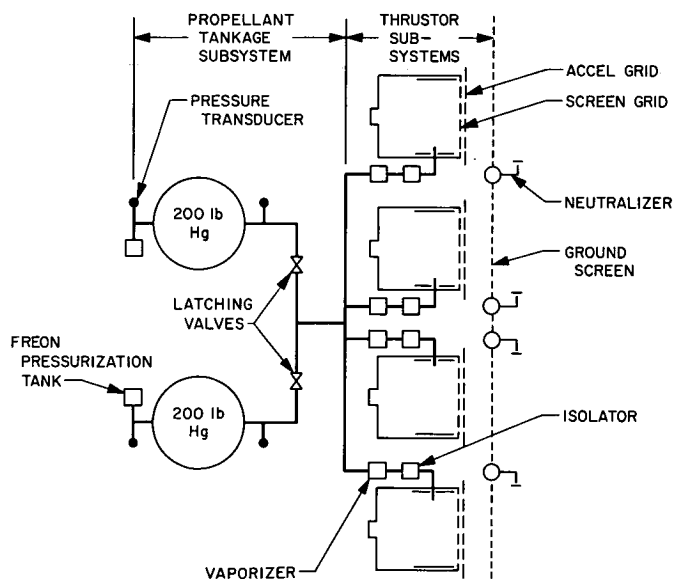 PROPELLANT
TANKAGE
SUBSYSTEM
THRUSTOR
SUB-
SYSTEMS
ACCEL GRID
SCREEN GRID
PRESSURE
TRANSDUCER
NEUTRALIZER
200 lb
Hg
GROUND
SCREEN
LATCHING
VALVES
FREON
PRESSURIZATION
TANK
200 lb
Hg
ISOLATOR
VAPORIZER